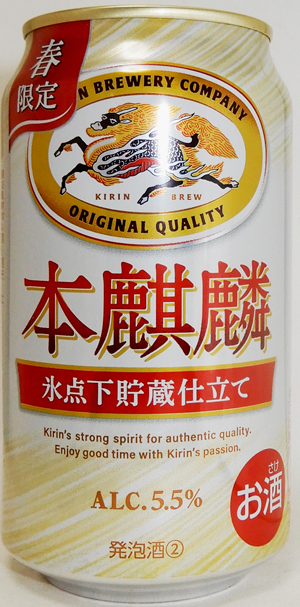 春
限定
N BREWERY COMPANY
KIRIN BREW
ORIGINAL QUALITY
本麒麟
氷点下貯蔵仕立て
Kirin's strong spirit for authentic quality.
Enjoy good time with Kirin's passion.
ALC.5.5%
さけ
お酒
発泡酒②